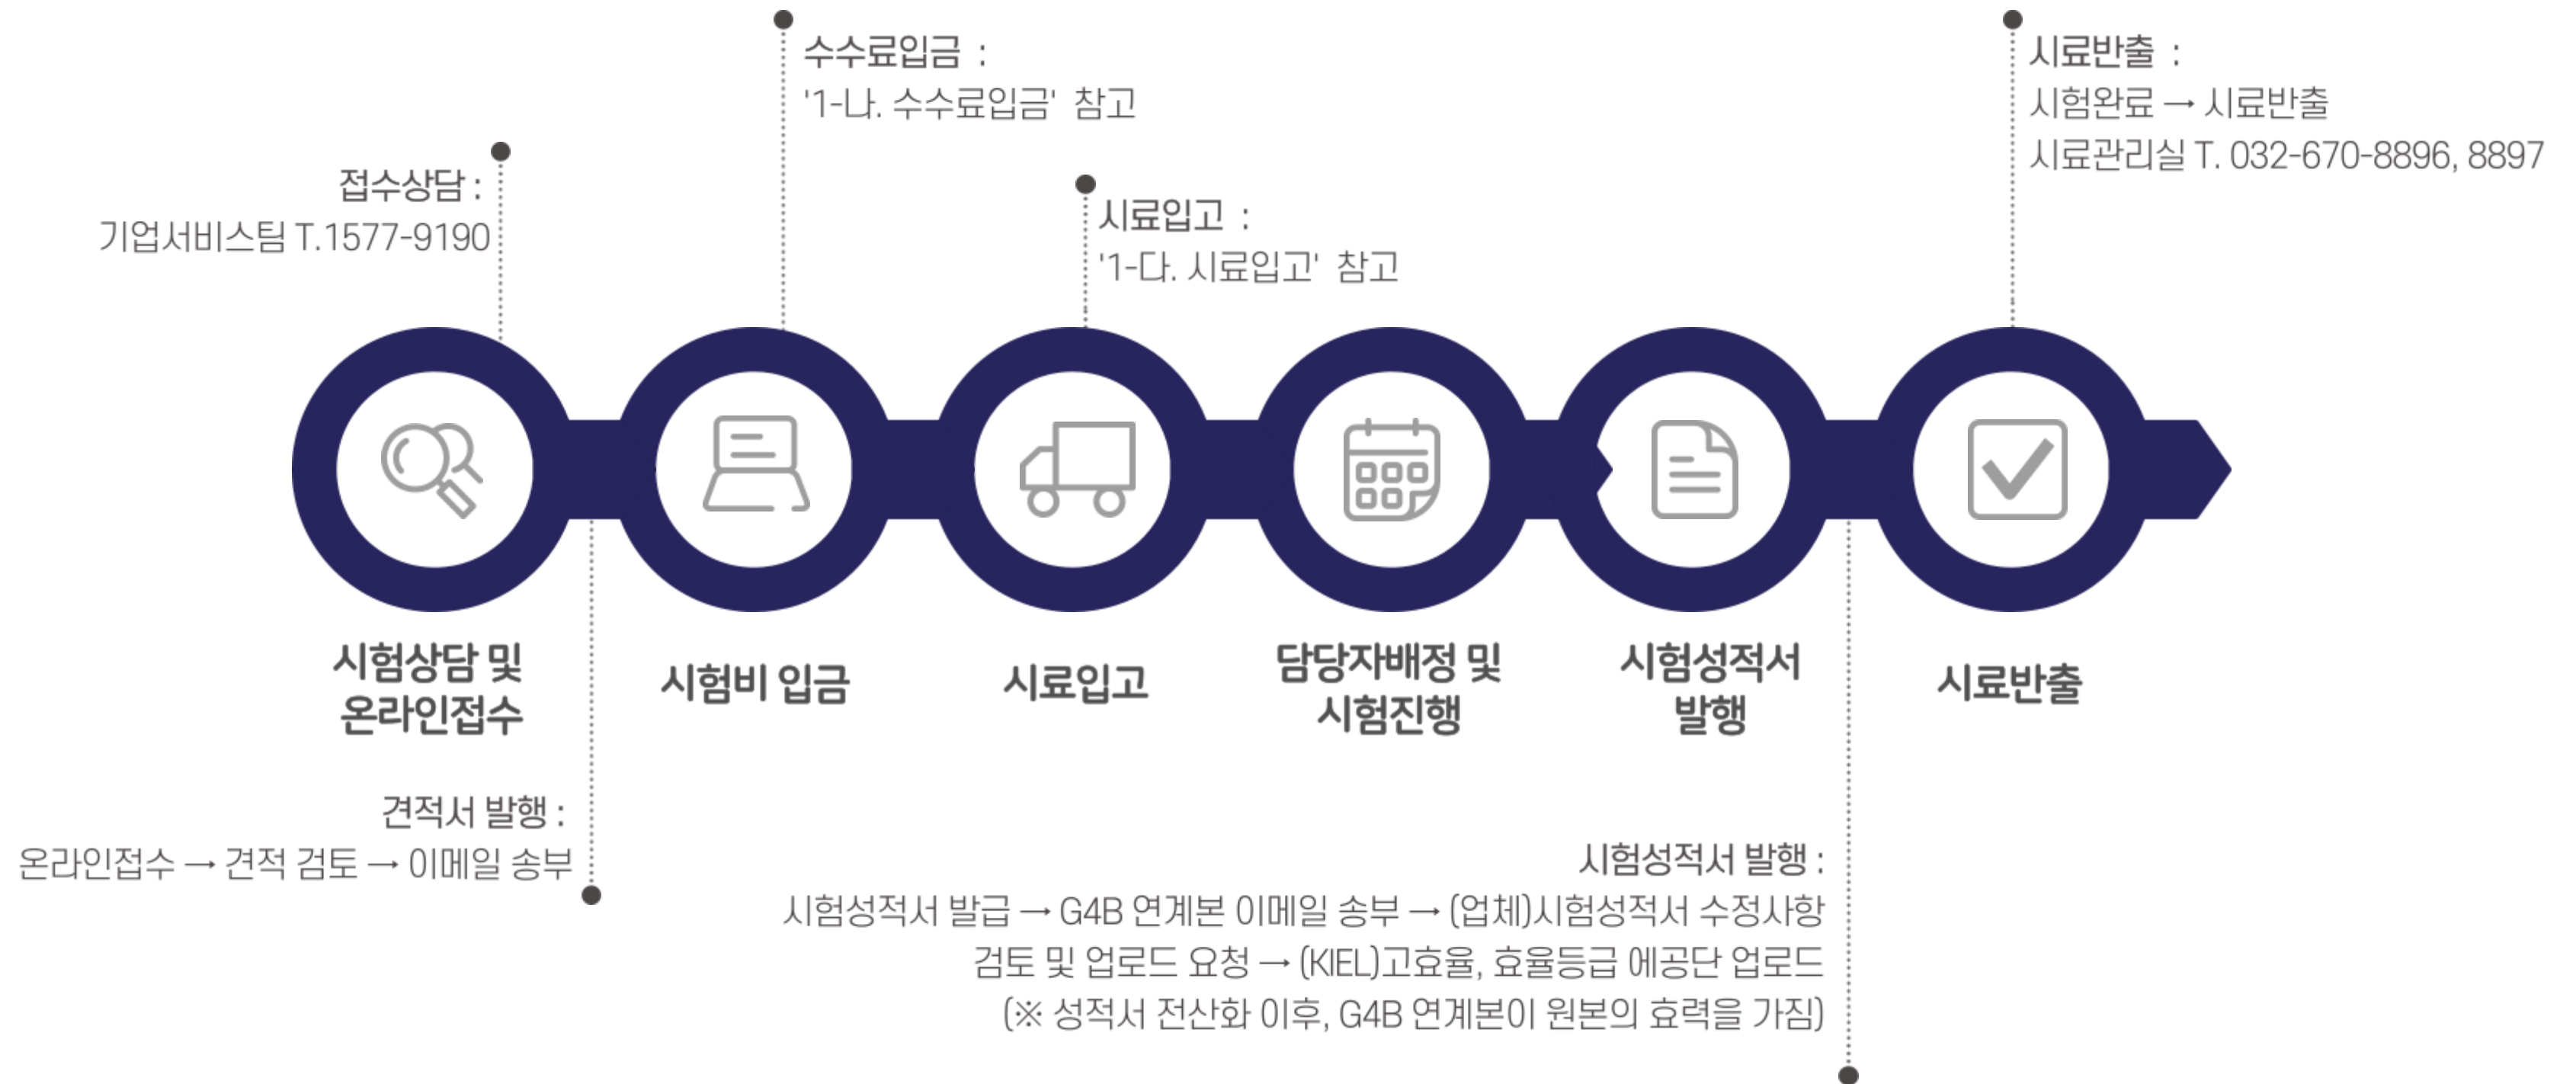 수수료입금 :
'1-나. 수수료입금' 참고
시료반출 :
시험완료 → 시료반출
시료관리실 T. 032-670-8896, 8897
접수상담 :
기업서비스팀 T.1577-9190
시료입고 :
'1-다. 시료입고' 참고
시험상담 및
온라인접수
시험비 입금
시료입고
담당자배정 및
시험진행
시험성적서
발행
시료반출
견적서 발행 :
온라인접수 → 견적 검토 → 이메일 송부
시험성적서 발행 :
시험성적서 발급 → G4B 연계본 이메일 송부 → (업체)시험성적서 수정사항
검토 및 업로드 요청 → (KIEL)고효율, 효율등급 에공단 업로드
(※ 성적서 전산화 이후, G4B 연계본이 원본의 효력을 가짐)